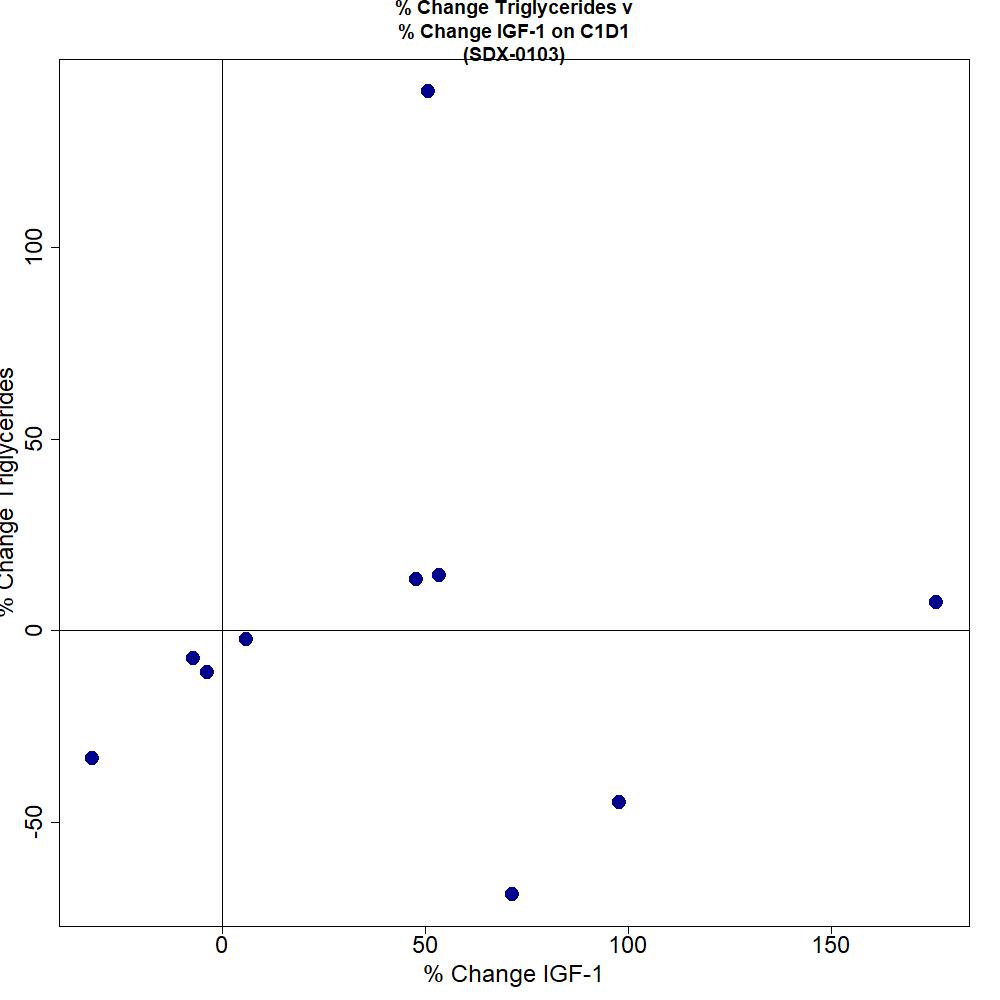 % Change Triglycerides v
% Change IGF-1 on C1D1
(SDX-0103)
% Change Triglycerides
100
50
0
-50
0 50 100 150
% Change IGF-1